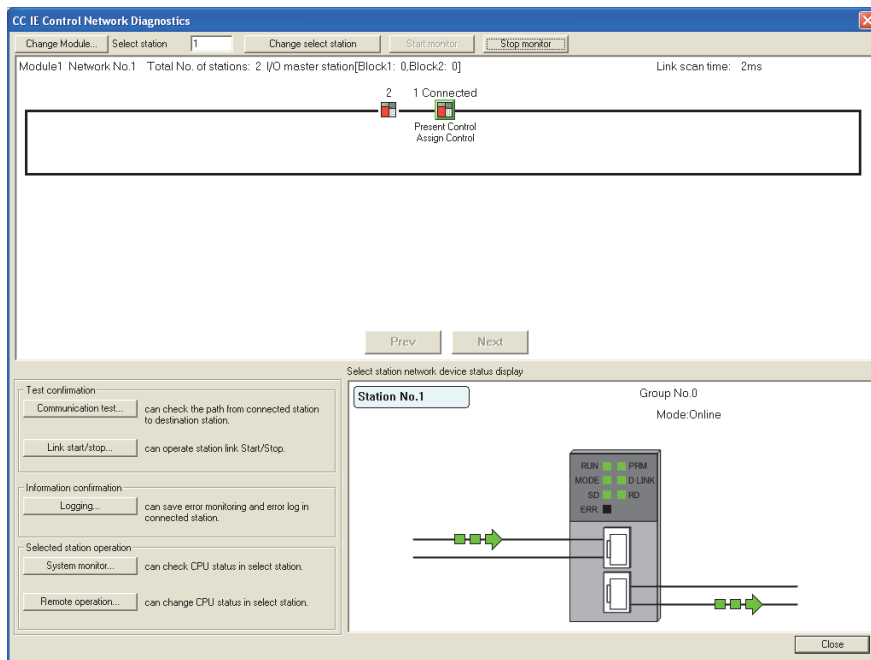 CC IE Control Network Diagnostics
Change Module... Select station 1 Change select station Start monitor Stop monitor
Module1 Network No.1 Total No. of stations: 2 I/O master station[Block1: 0,Block2: 0] Link scan time: 2ms
2 1 Connected
Present Control
Assign Control
Prev Next
Select station network device status display
Test confirmation
Communication test... can check the path from connected station
to destination station.
Link start/stop... can operate station link Start/Stop.
Information confirmation
Logging... can save error monitoring and error log in
connected station.
Selected station operation
System monitor... can check CPU status in select station.
Remote operation... can change CPU status in select station.
Station No.1 Group No.0
Mode:Online
RUN PRM
MODE D LINK
SD RD
ERR.
Close